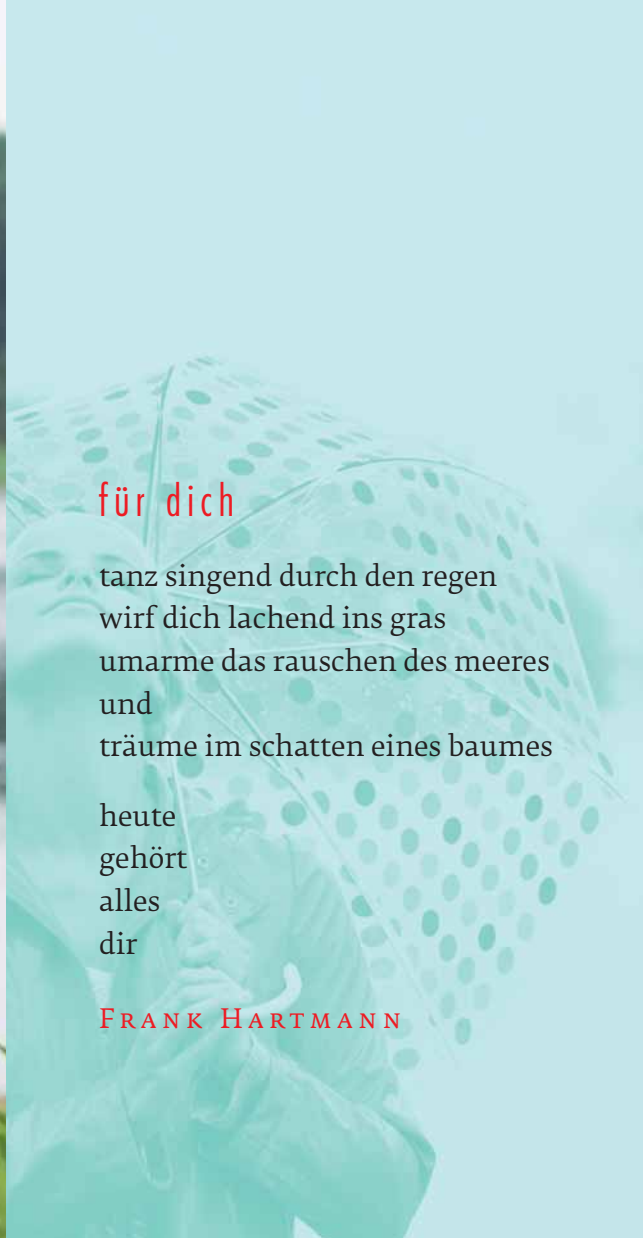 für dich
tanz singend durch den regen
wirf dich lachend ins gras
umarme das rauschen des meeres
und
träume im schatten eines baumes
heute
gehört
alles
dir
Frank Hartmann